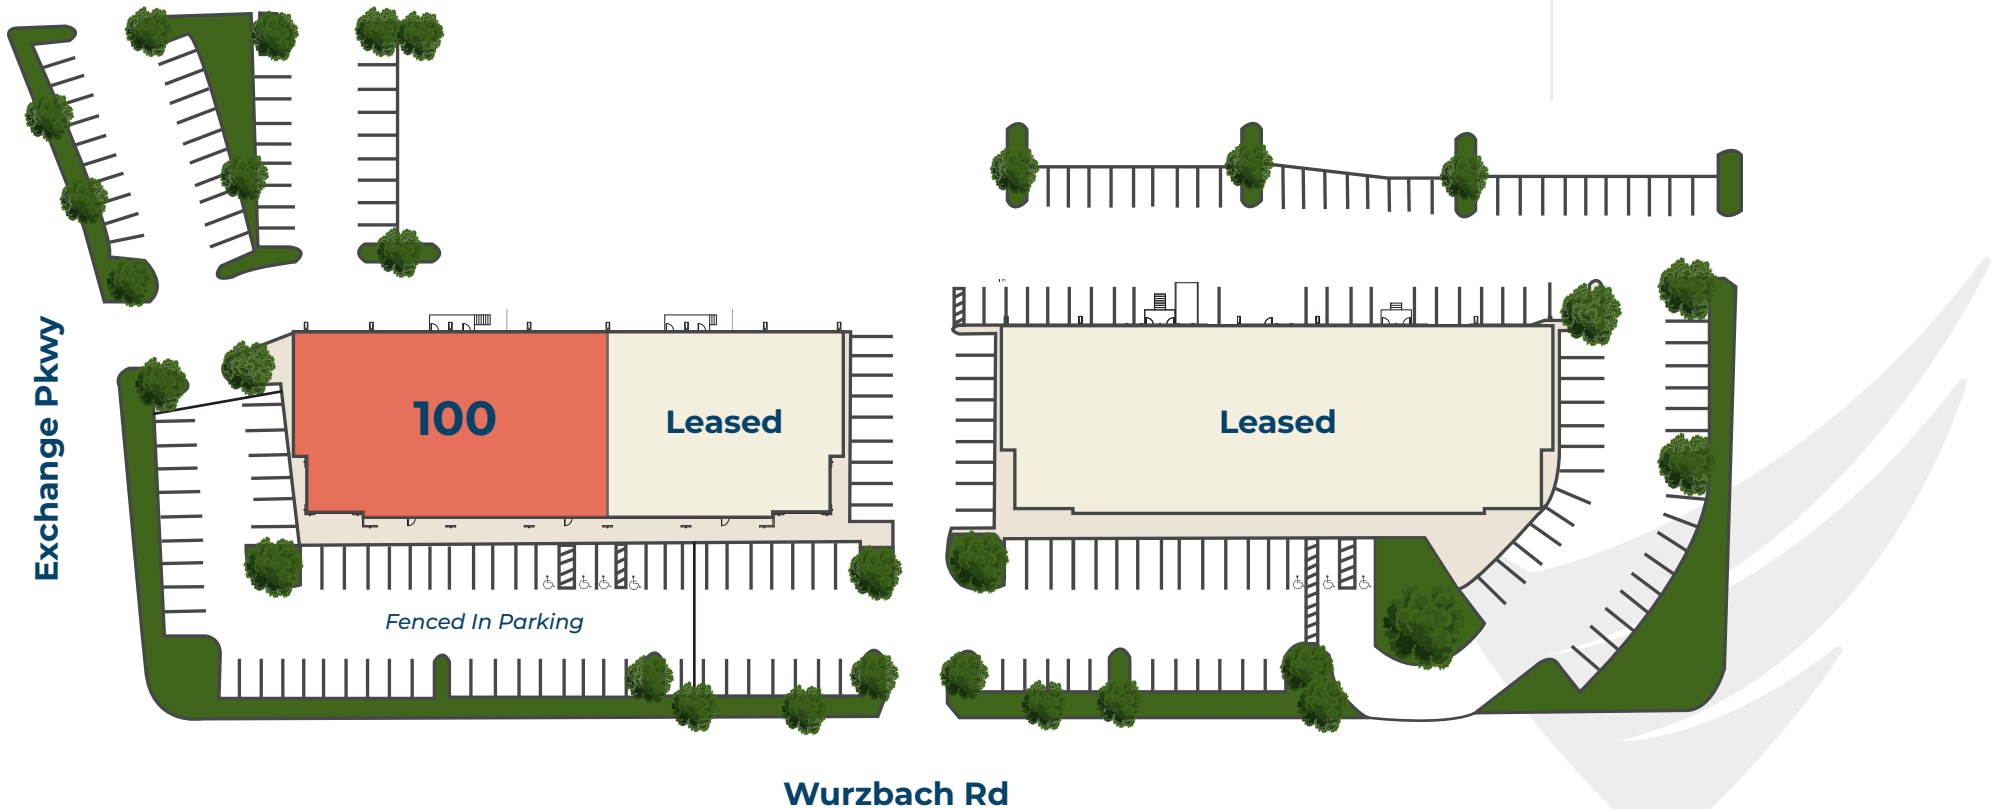 Exchange Pkwy
100
Leased
Leased
Fenced In Parking
Wurzbach Rd